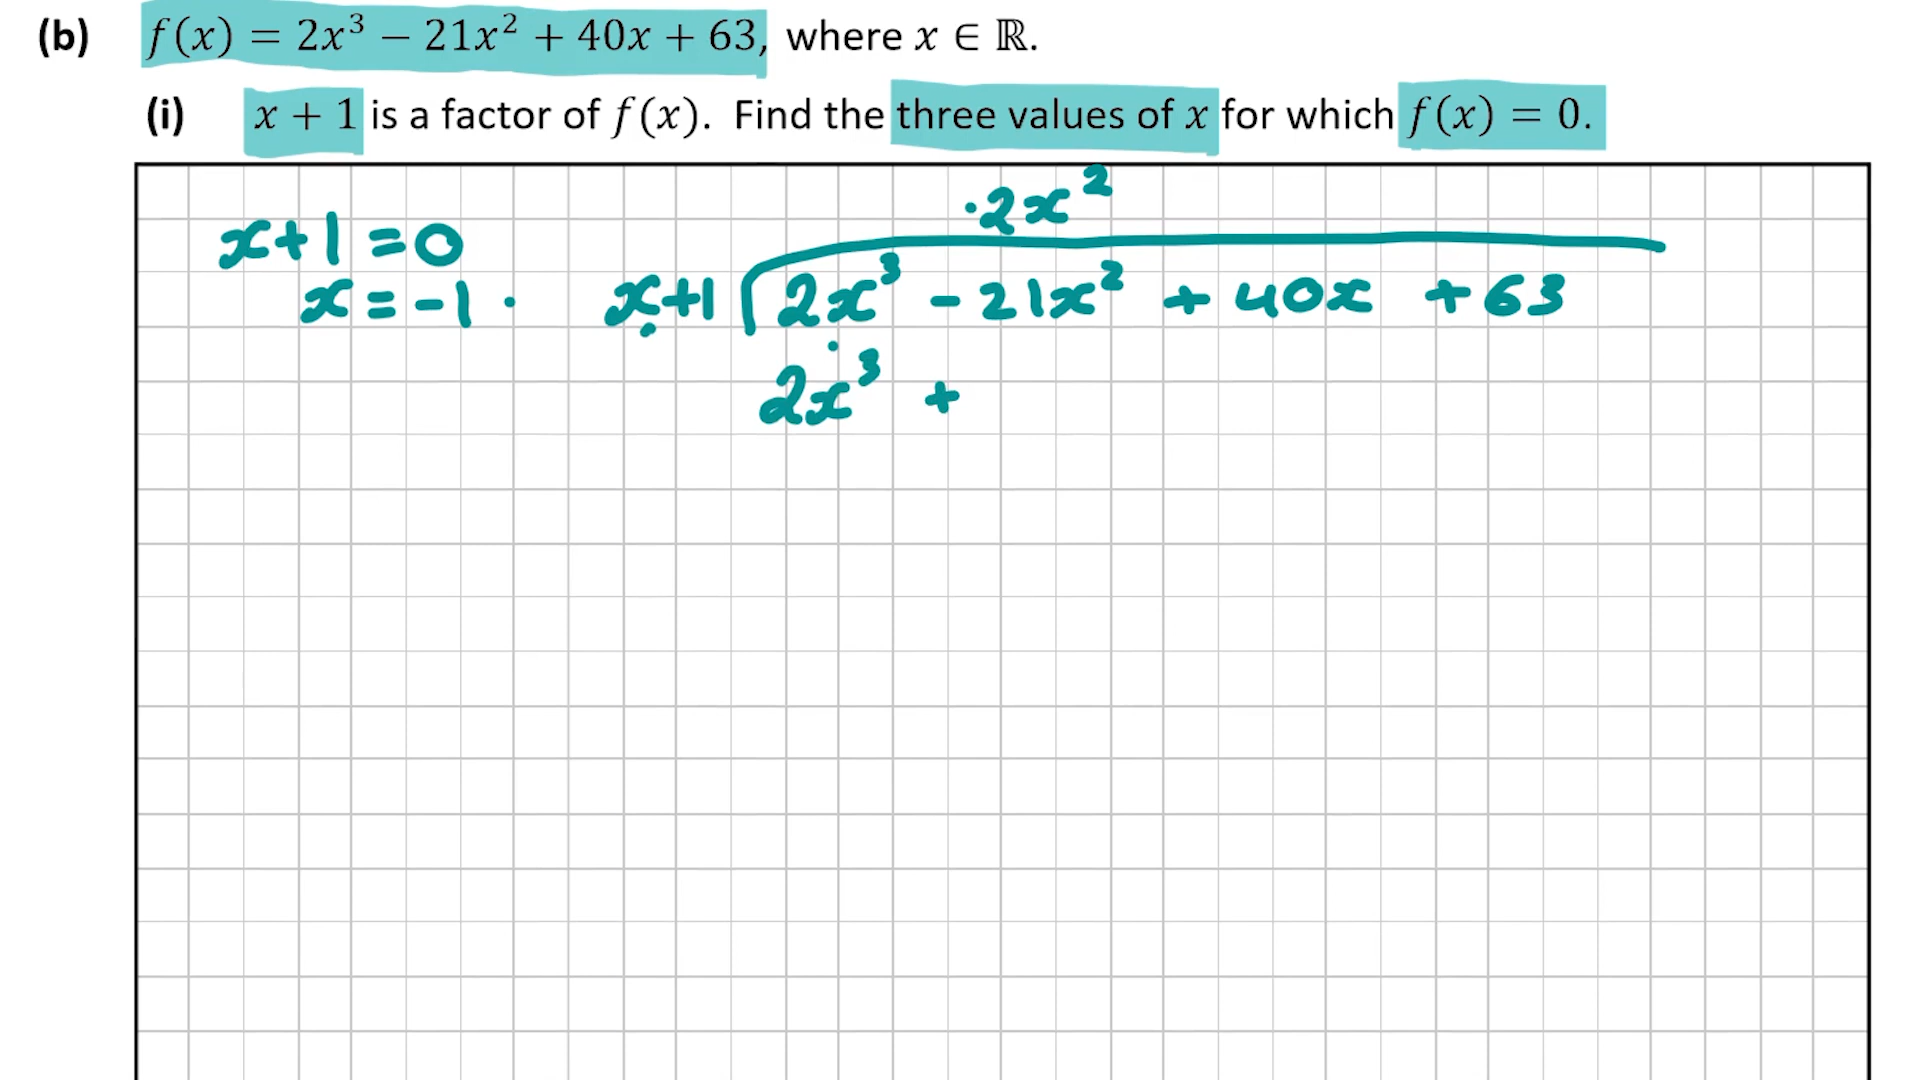 (b) f(x) = 2x³ − 21x² + 40x + 63, where x ∈ ℝ.
(i) x + 1 is a factor of f(x). Find the three values of x for which f(x) = 0.
·2x²
x+1 = 0
x = -1 · x+1 2x³ - 21x² + 40x + 63
2x³ +